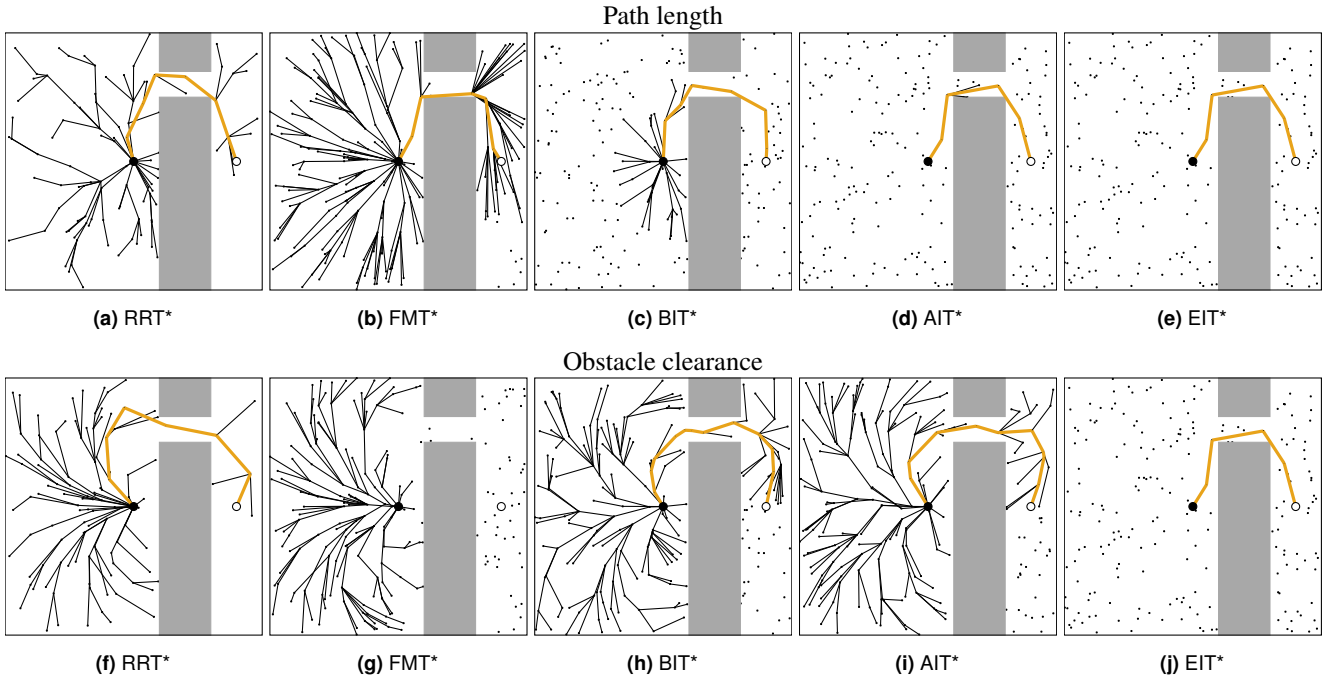 Path length
(a) RRT*
(b) FMT*
(c) BIT*
(d) AIT*
(e) EIT*
Obstacle clearance
(f) RRT*
(g) FMT*
(h) BIT*
(i) AIT*
(j) EIT*